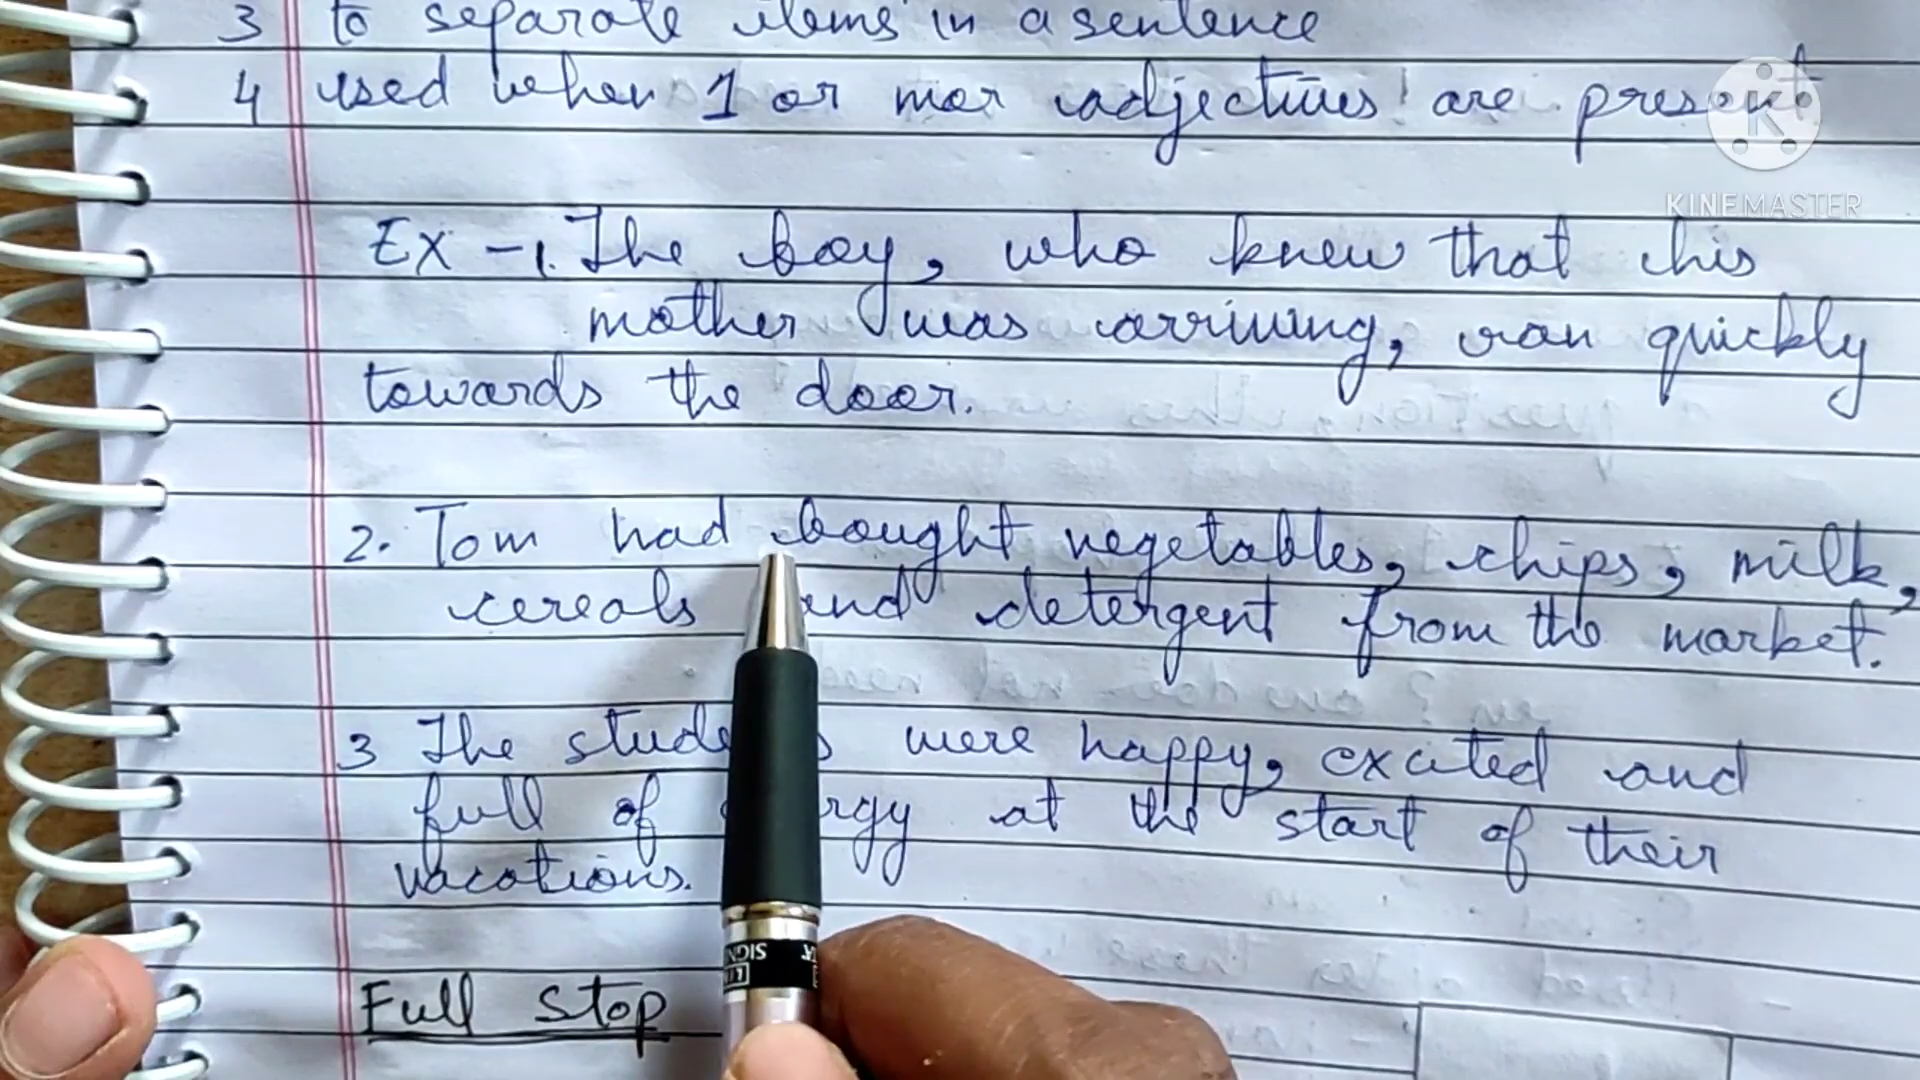 3 to separate items in a sentence
4 used when 1 or mor adjectives are present
KINEMASTER
Ex -1. The boy, who knew that his
mother was arriving, ran quickly
towards the door.
2. Tom had bought vegetables, chips, milk,
cereals and detergent from the market.
3 The students were happy, excited and
full of energy at the start of their
vacations.
Full Stop